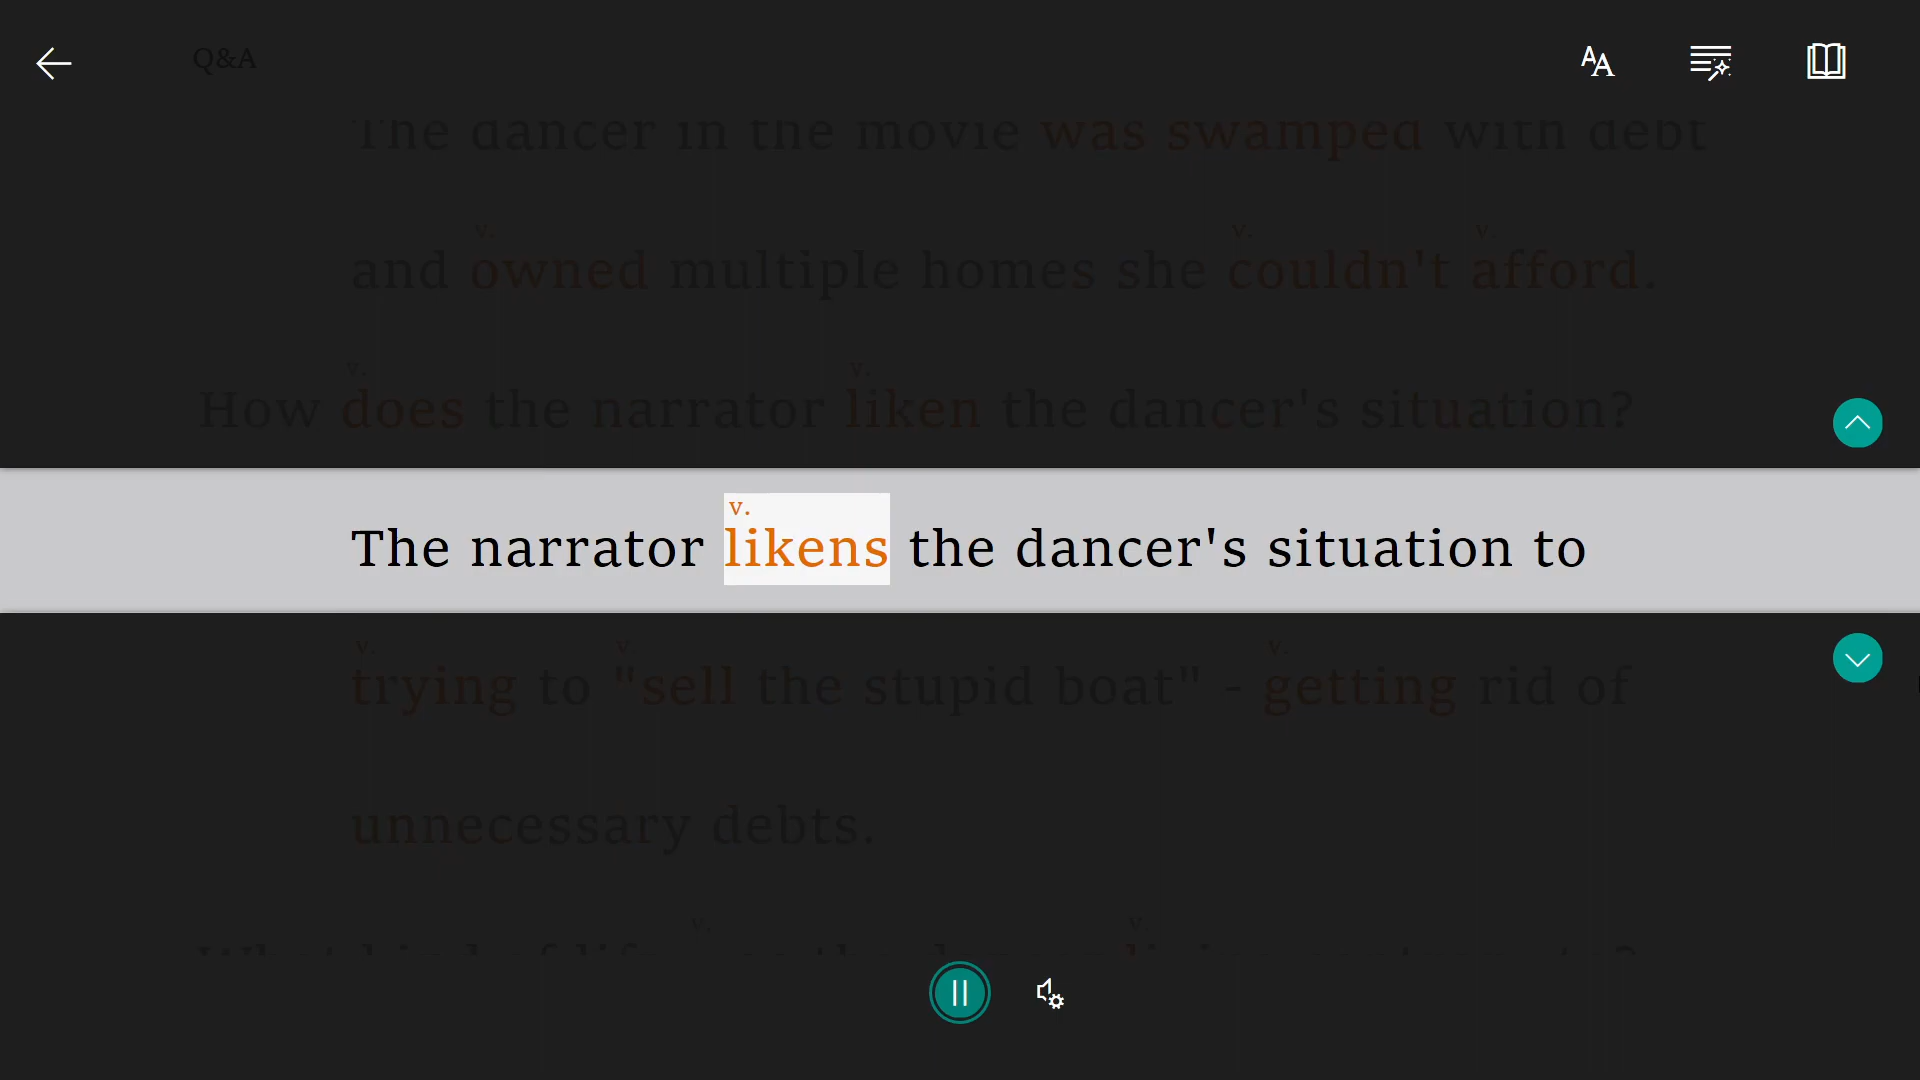 Q&A
The dancer in the movie was swamped with debt
v. v. v.
and owned multiple homes she couldn't afford.
v. v.
How does the narrator liken the dancer's situation?
v.
The narrator likens the dancer's situation to
v. v v.
trying to "sell the stupid boat" - getting rid of
unnecessary debts.
v. v.